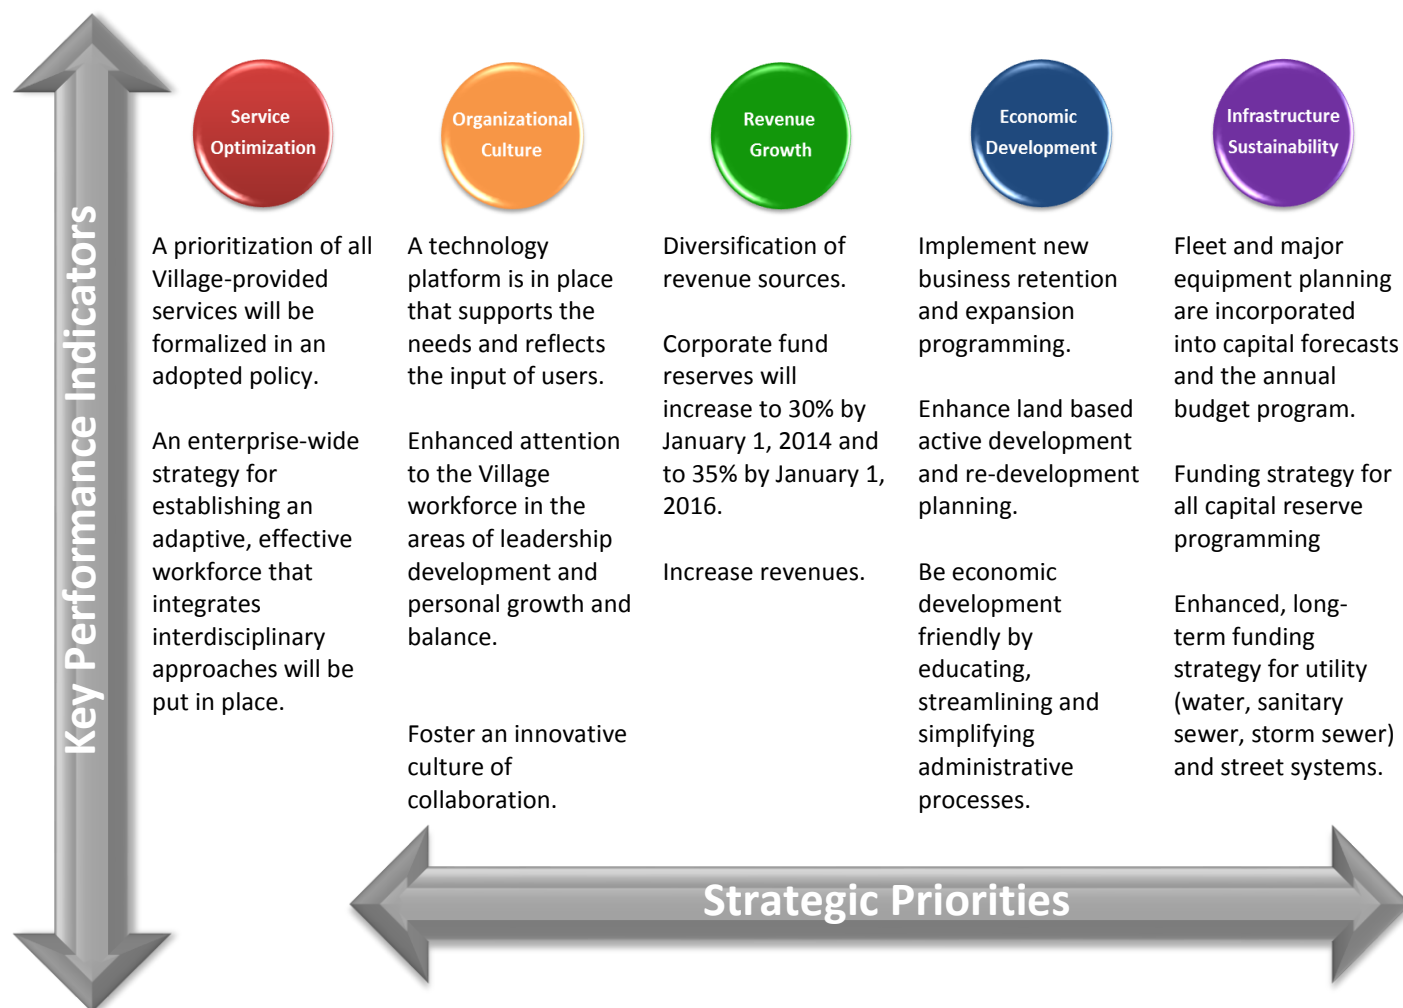 Key Performance Indicators
Service
Optimization
A prioritization of all
Village-provided
services will be
formalized in an
adopted policy.
An enterprise-wide
strategy for
establishing an
adaptive, effective
workforce that
integrates
interdisciplinary
approaches will be
put in place.
Organizational
Culture
A technology
platform is in place
that supports the
needs and reflects
the input of users.
Enhanced attention
to the Village
workforce in the
areas of leadership
development and
personal growth and
balance.
Foster an innovative
culture of
collaboration.
Revenue
Growth
Diversification of
revenue sources.
Corporate fund
reserves will
increase to 30% by
January 1, 2014 and
to 35% by January 1,
2016.
Increase revenues.
Economic
Development
Implement new
business retention
and expansion
programming.
Enhance land based
active development
and re-development
planning.
Be economic
development
friendly by
educating,
streamlining and
simplifying
administrative
processes.
Infrastructure
Sustainability
Fleet and major
equipment planning
are incorporated
into capital forecasts
and the annual
budget program.
Funding strategy for
all capital reserve
programming
Enhanced, long-
term funding
strategy for utility
(water, sanitary
sewer, storm sewer)
and street systems.
Strategic Priorities